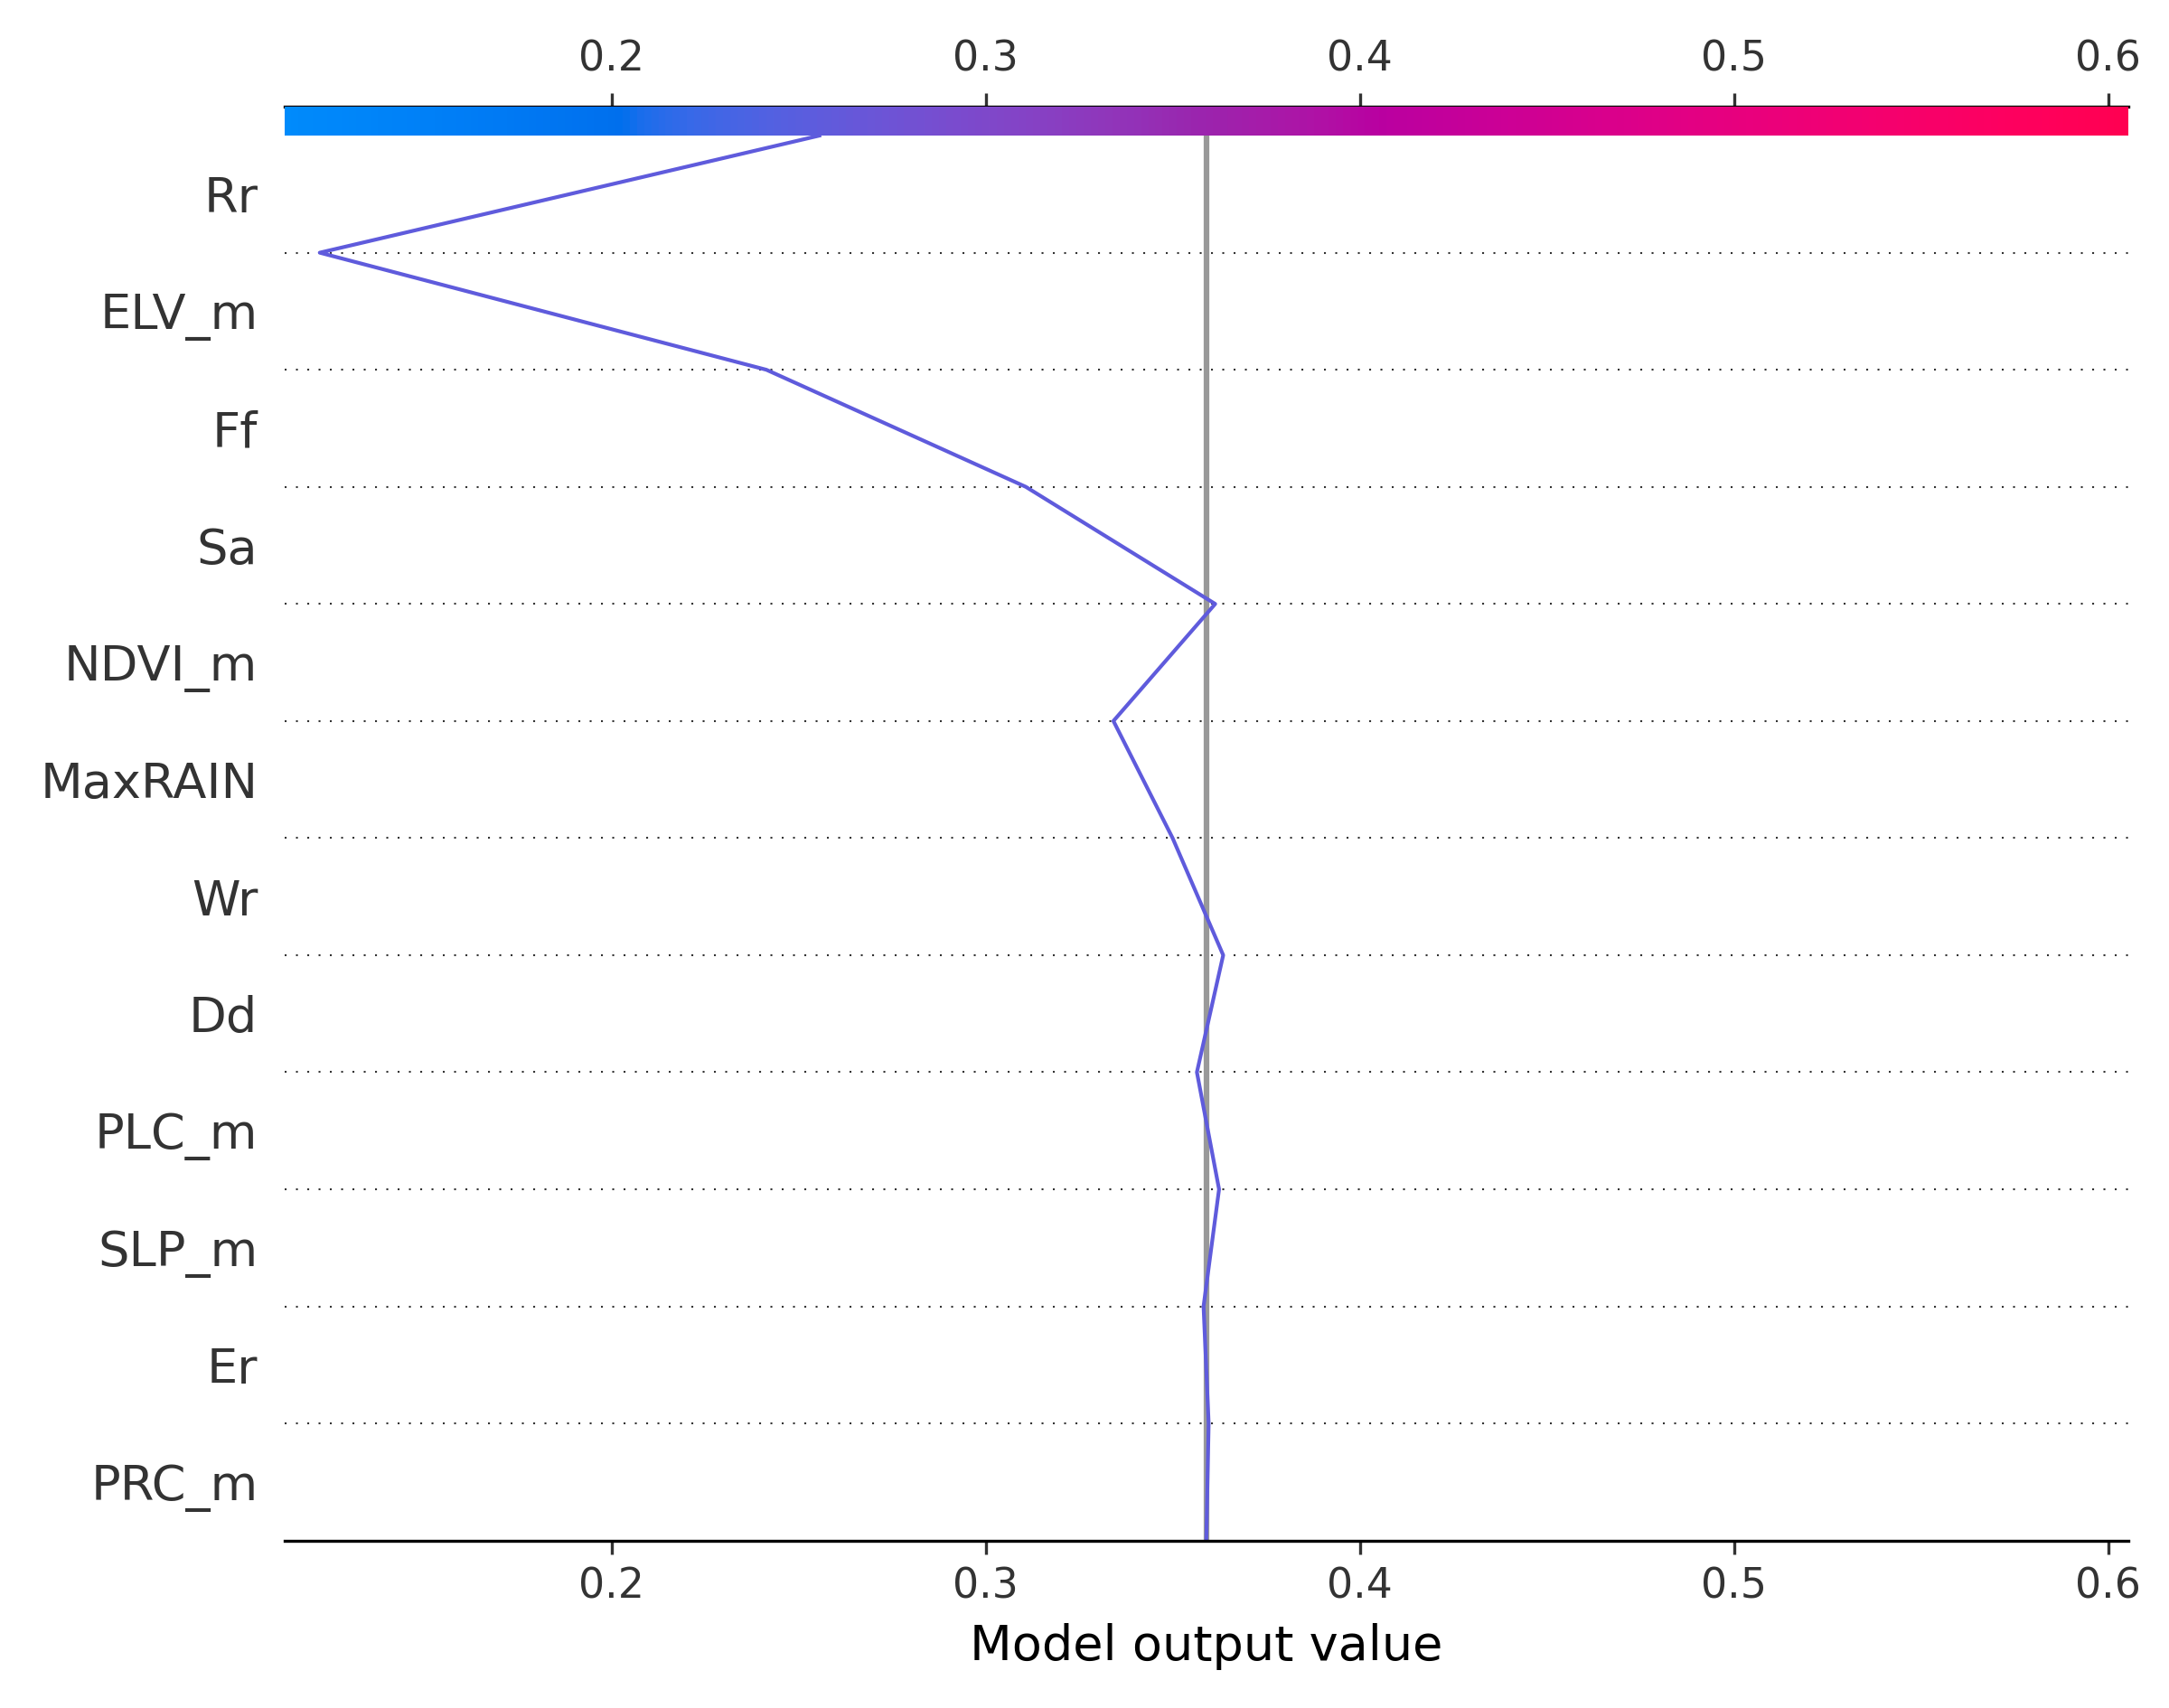 0.2 0.3 0.4 0.5 0.6
Rr
ELV_m
Ff
Sa
NDVI_m
MaxRAIN
Wr
Dd
PLC_m
SLP_m
Er
PRC_m
0.2 0.3 0.4 0.5 0.6
Model output value